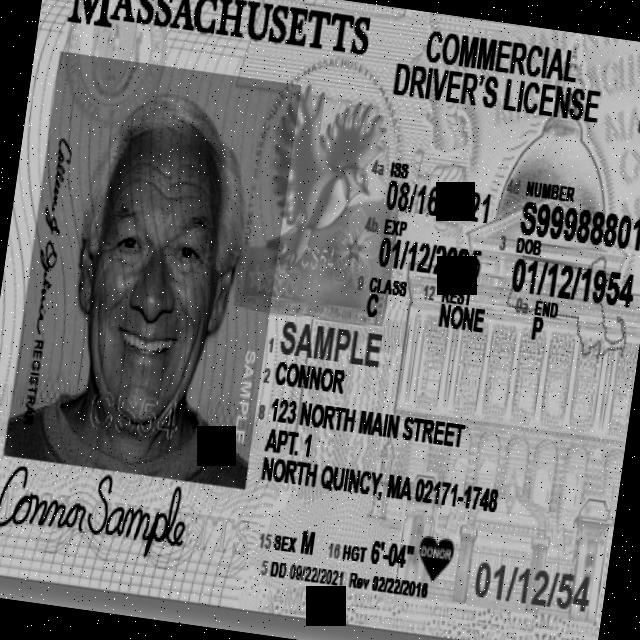 MASSACHUSETTS
COMMERCIAL
DRIVER'S LICENSE
4a ISS
4d NUMBER
S99988801
4b EXP
3 DOB
01/12/1954
9 CLASS
C
12 REST
NONE
9a END
P
1 SAMPLE
2 CONNOR
8 123 NORTH MAIN STREET
APT. 1
NORTH QUINCY, MA 02171-1748
SAMPLE
Connor Sample
15 SEX M 16 HGT 6'-04"
DONOR
5 DD 09/22/2021 Rev 02/22/2016
01/12/54